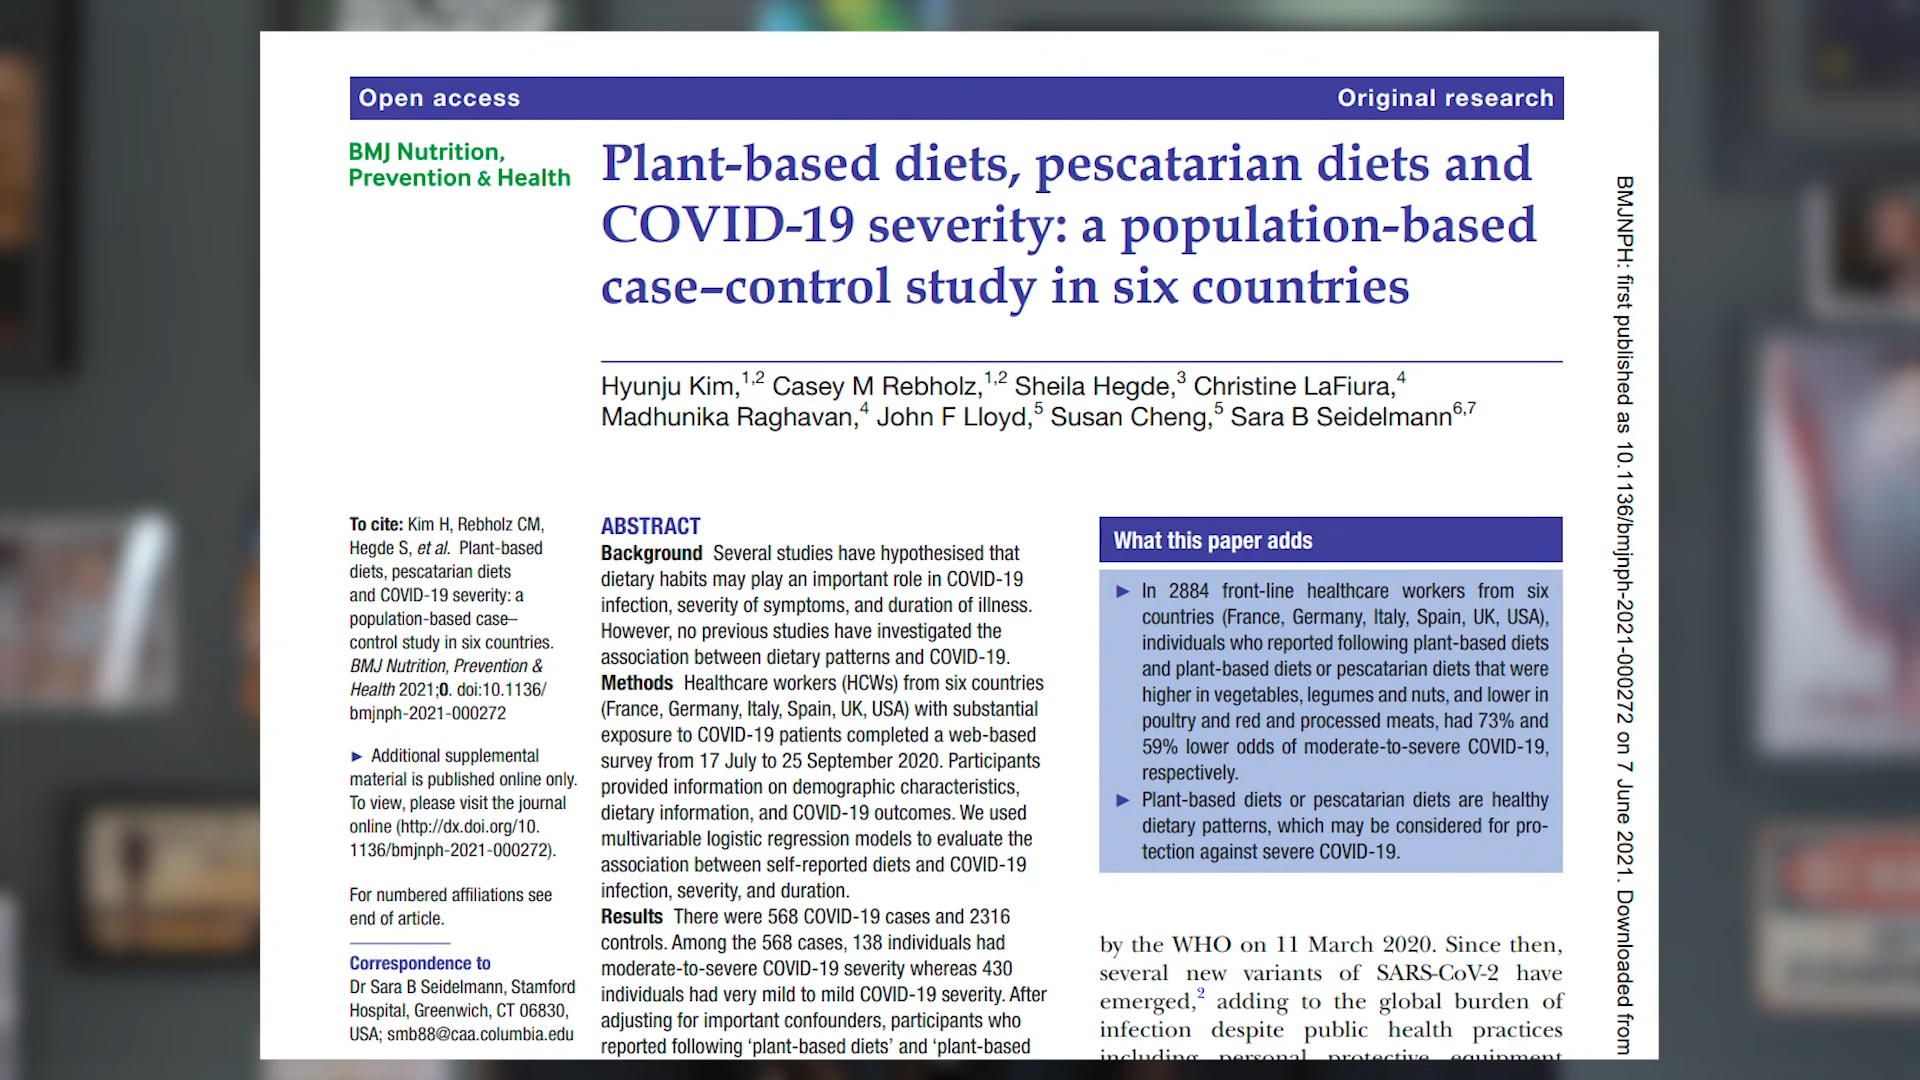 Open access
Original research
BMJ Nutrition,
Prevention & Health
Plant-based diets, pescatarian diets and
COVID-19 severity: a population-based
case–control study in six countries
Hyunju Kim,1,2 Casey M Rebholz,1,2 Sheila Hegde,3 Christine LaFiura,4
Madhunika Raghavan,4 John F Lloyd,5 Susan Cheng,5 Sara B Seidelmann6,7
To cite: Kim H, Rebholz CM,
Hegde S, et al. Plant-based
diets, pescatarian diets
and COVID-19 severity: a
population-based case–
control study in six countries.
BMJ Nutrition, Prevention &
Health 2021;0. doi:10.1136/
bmjnph-2021-000272
► Additional supplemental
material is published online only.
To view, please visit the journal
online (http://dx.doi.org/10.
1136/bmjnph-2021-000272).
For numbered affiliations see
end of article.
Correspondence to
Dr Sara B Seidelmann, Stamford
Hospital, Greenwich, CT 06830,
USA; smb88@caa.columbia.edu
ABSTRACT
Background Several studies have hypothesised that
dietary habits may play an important role in COVID-19
infection, severity of symptoms, and duration of illness.
However, no previous studies have investigated the
association between dietary patterns and COVID-19.
Methods Healthcare workers (HCWs) from six countries
(France, Germany, Italy, Spain, UK, USA) with substantial
exposure to COVID-19 patients completed a web-based
survey from 17 July to 25 September 2020. Participants
provided information on demographic characteristics,
dietary information, and COVID-19 outcomes. We used
multivariable logistic regression models to evaluate the
association between self-reported diets and COVID-19
infection, severity, and duration.
Results There were 568 COVID-19 cases and 2316
controls. Among the 568 cases, 138 individuals had
moderate-to-severe COVID-19 severity whereas 430
individuals had very mild to mild COVID-19 severity. After
adjusting for important confounders, participants who
reported following ‘plant-based diets’ and ‘plant-based
What this paper adds
► In 2884 front-line healthcare workers from six
countries (France, Germany, Italy, Spain, UK, USA),
individuals who reported following plant-based diets
and plant-based diets or pescatarian diets that were
higher in vegetables, legumes and nuts, and lower in
poultry and red and processed meats, had 73% and
59% lower odds of moderate-to-severe COVID-19,
respectively.
► Plant-based diets or pescatarian diets are healthy
dietary patterns, which may be considered for pro-
tection against severe COVID-19.
by the WHO on 11 March 2020. Since then,
several new variants of SARS-CoV-2 have
emerged,2 adding to the global burden of
infection despite public health practices
including personal protective equipment
BMJNPH: first published as 10.1136/bmjnph-2021-000272 on 7 June 2021. Downloaded from